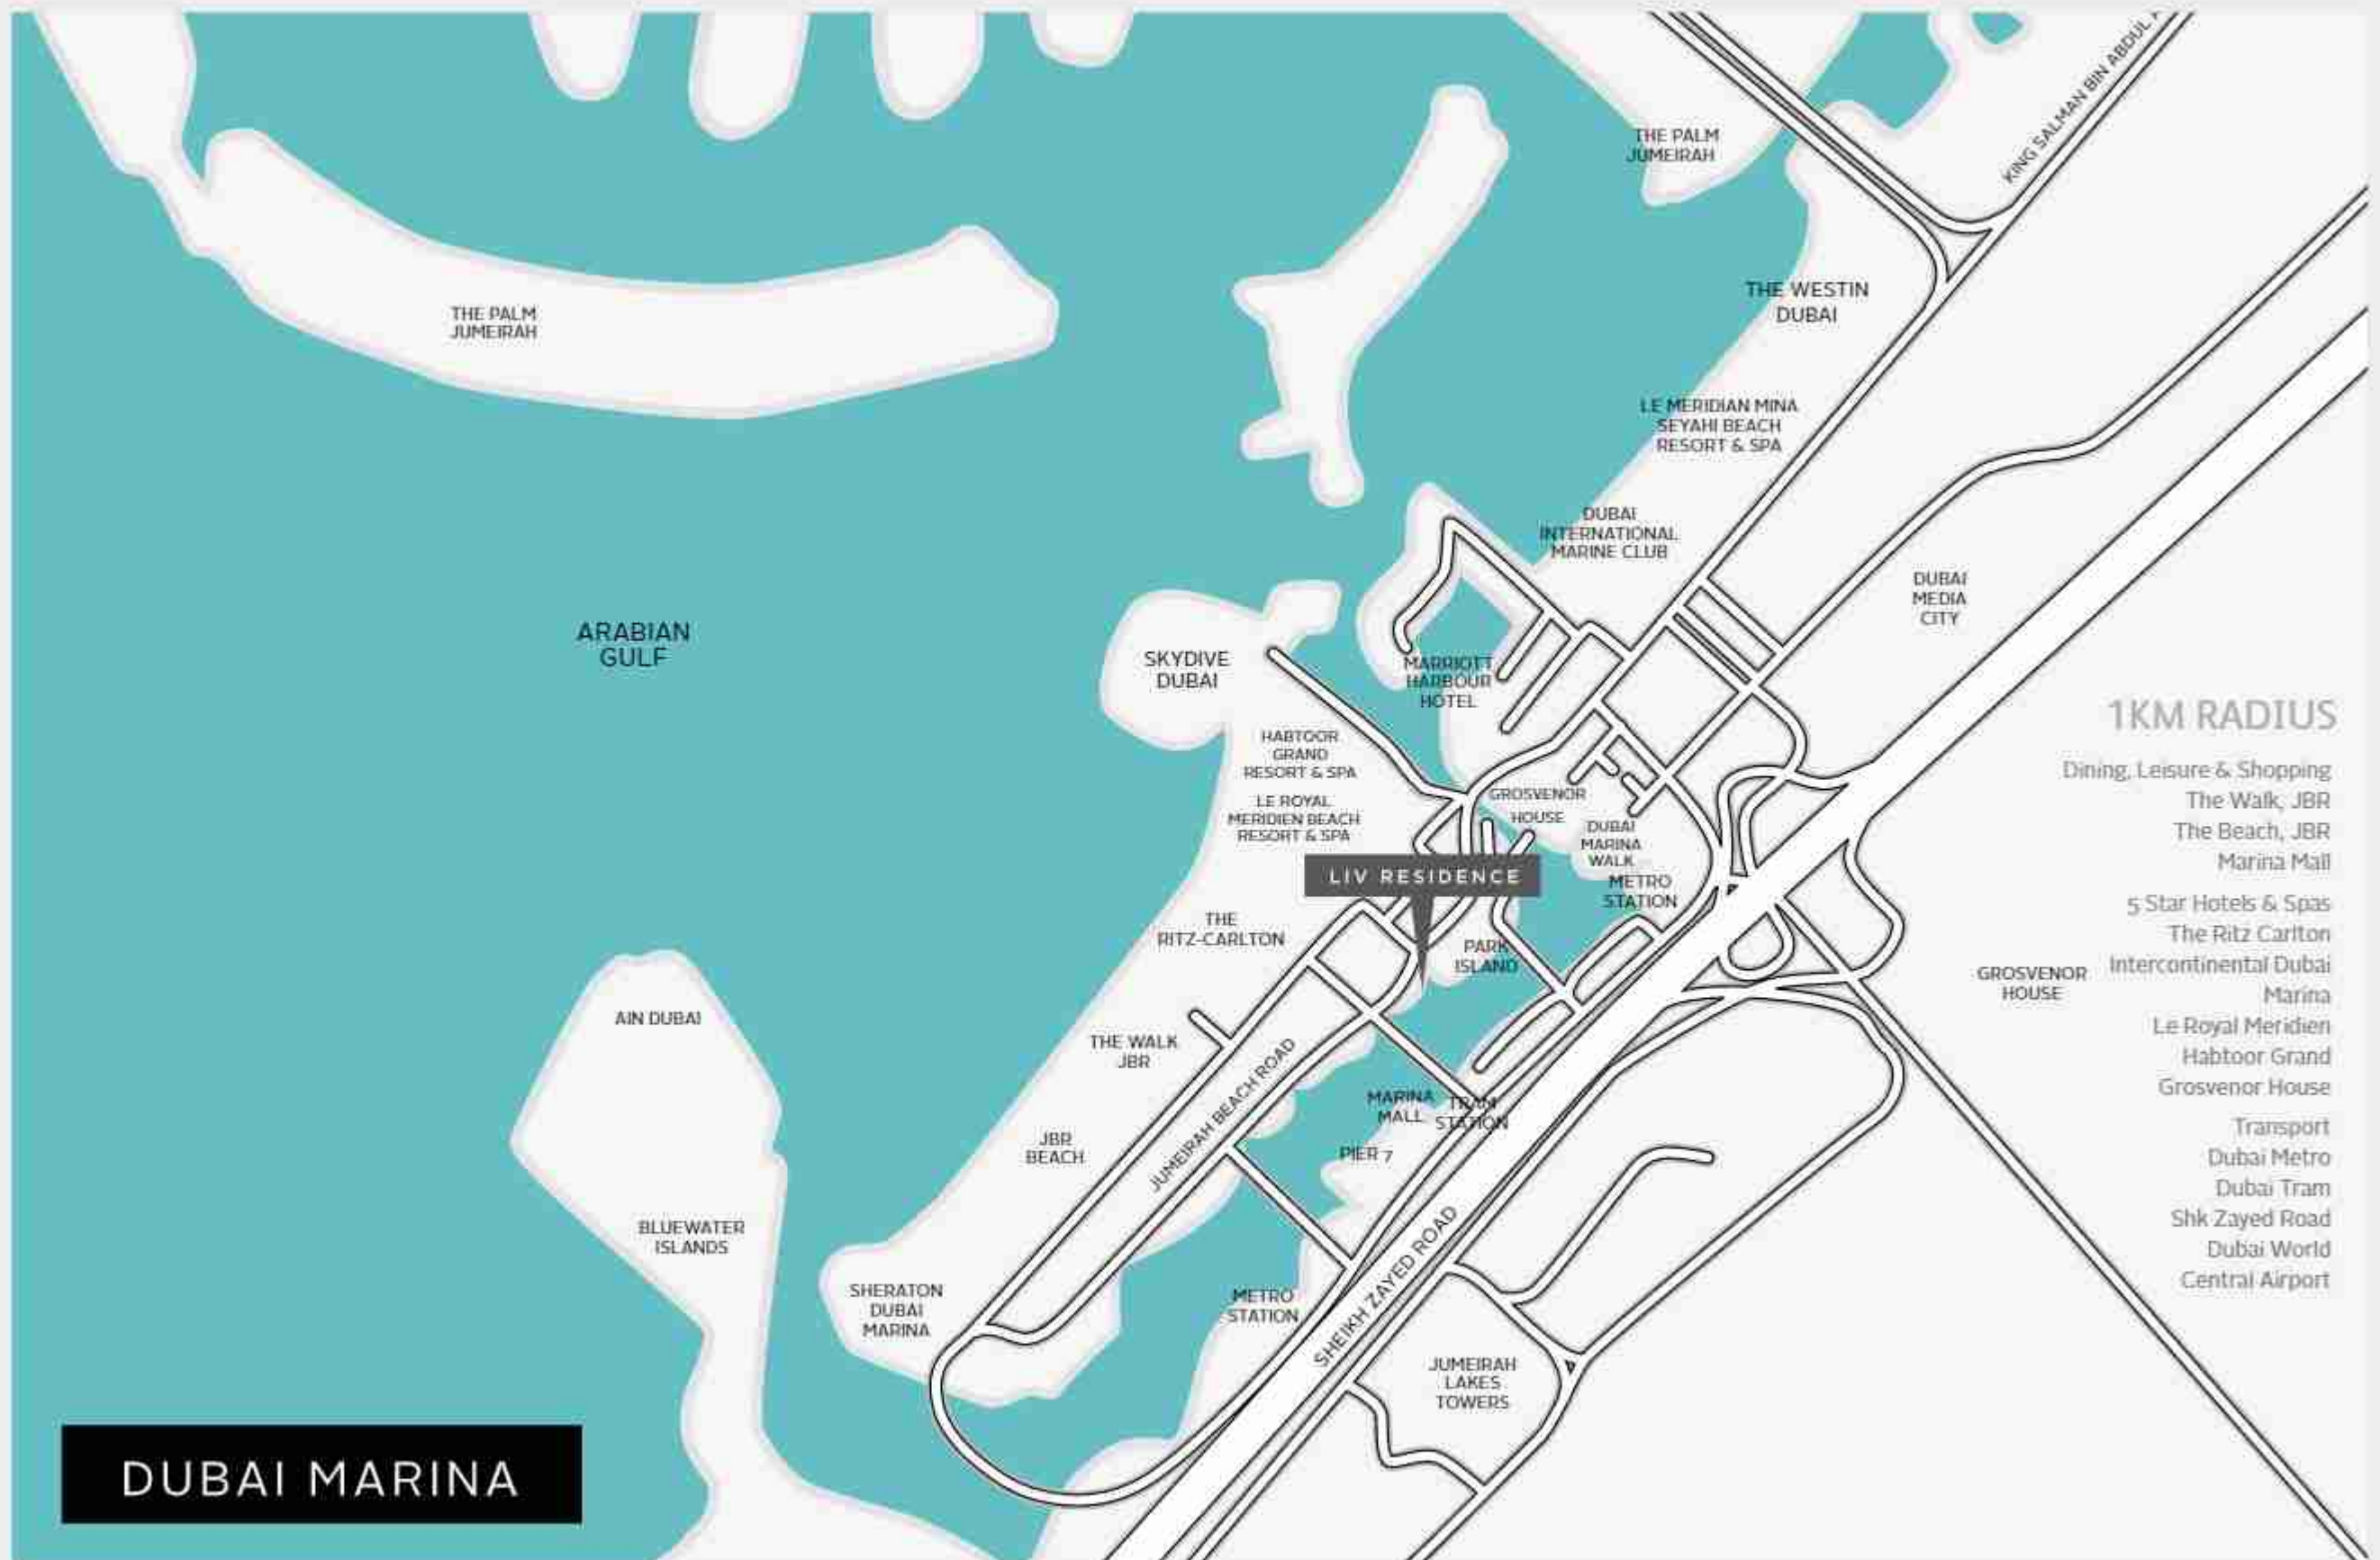 KING SALMAN BIN ABDUL
THE PALM
JUMEIRAH
THE WESTIN
DUBAI
THE PALM
JUMEIRAH
LE MERIDIAN MINA
SEYAHI BEACH
RESORT & SPA
DUBAI
INTERNATIONAL
MARINE CLUB
DUBAI
MEDIA
CITY
ARABIAN
GULF
SKYDIVE
DUBAI
MARRIOTT
HARBOUR
HOTEL
HABTOOR
GRAND
RESORT & SPA
LE ROYAL
MERIDIEN BEACH
RESORT & SPA
GROSVENOR
HOUSE
DUBAI
MARINA
WALK
LIV RESIDENCE
METRO
STATION
THE
RITZ-CARLTON
PARK
ISLAND
GROSVENOR
HOUSE
AIN DUBAI
THE WALK
JBR
JUMEIRAH BEACH ROAD
MARINA
MALL
TRAM
STATION
JBR
BEACH
PIER 7
BLUEWATER
ISLANDS
SHERATON
DUBAI
MARINA
METRO
STATION
SHEIKH ZAYED ROAD
JUMEIRAH
LAKES
TOWERS
1KM RADIUS
Dining, Leisure & Shopping
The Walk, JBR
The Beach, JBR
Marina Mall
5 Star Hotels & Spas
The Ritz Carlton
Intercontinental Dubai
Marina
Le Royal Meridien
Habtoor Grand
Grosvenor House
Transport
Dubai Metro
Dubai Tram
Shk Zayed Road
Dubai World
Central Airport
DUBAI MARINA